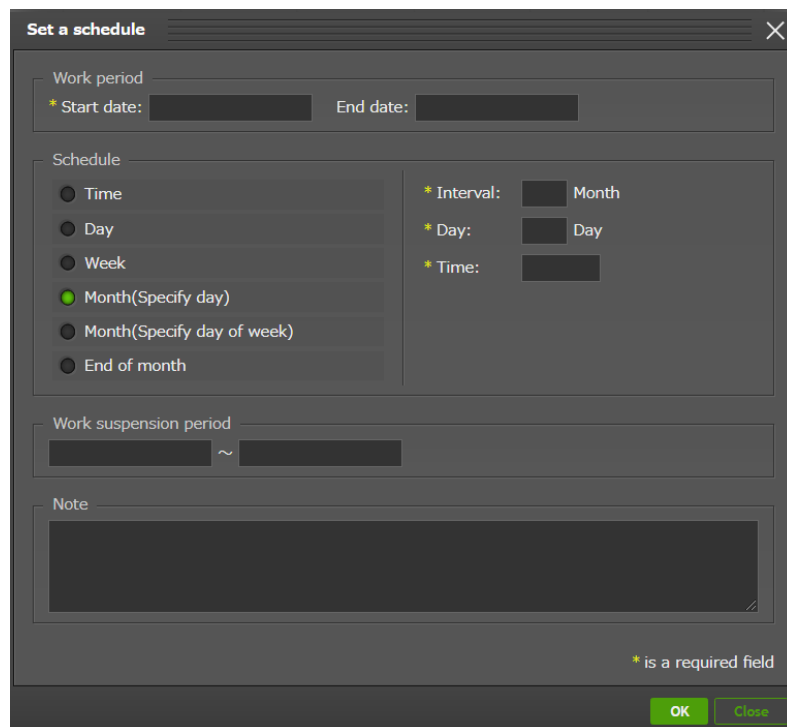 Set a schedule
Work period
* Start date: End date:
Schedule
Time
Day
Week
Month(Specify day)
Month(Specify day of week)
End of month
* Interval: Month
* Day: Day
* Time:
Work suspension period
～
Note
* is a required field
OK Close